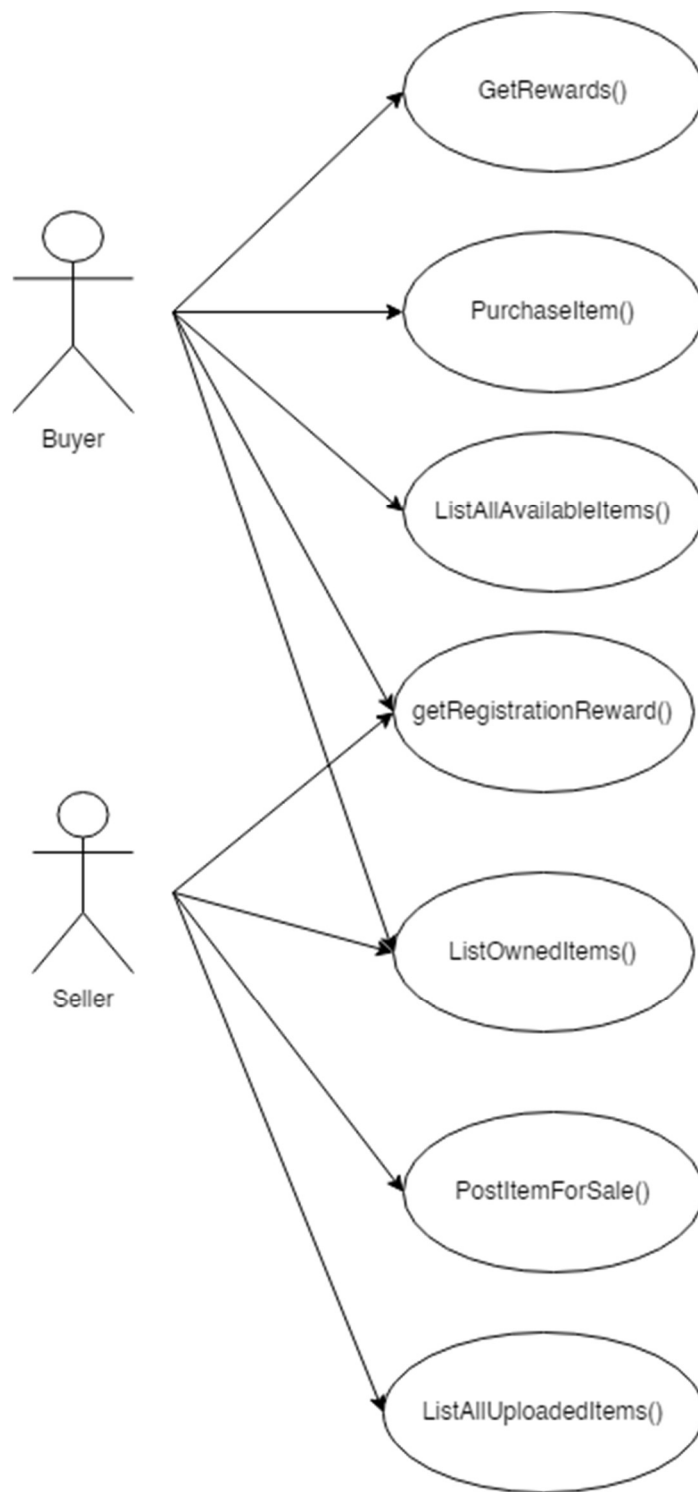 GetRewards()
PurchaseItem()
Buyer
ListAllAvailableItems()
getRegistrationReward()
ListOwnedItems()
Seller
PostItemForSale()
ListAllUploadedItems()